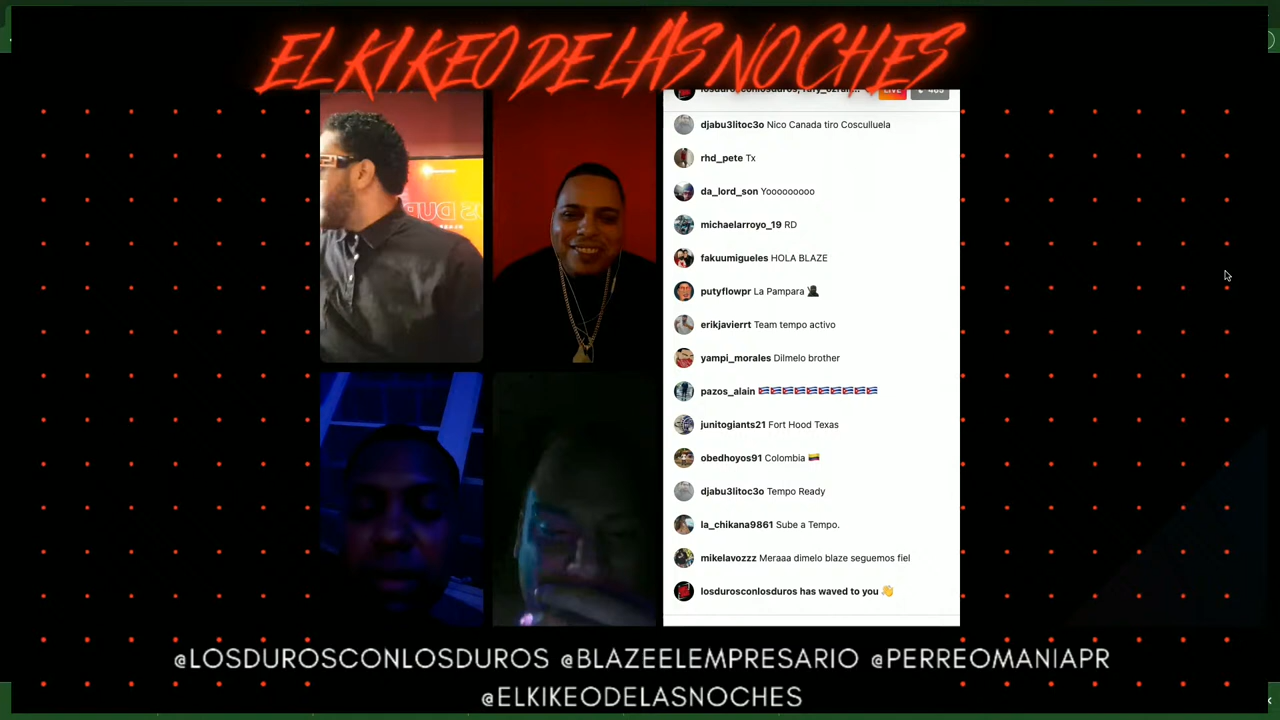 EL KIKEO DE LAS NOCHES
LIVE
465
djabu3litoc3o Nico Canada tiro Cosculluela
rhd_pete Tx
da_lord_son Yooooooooo
michaelarroyo_19 RD
fakuumigueles HOLA BLAZE
putyflowpr La Pampara
erikjavierrt Team tempo activo
yampi_morales Dilmelo brother
pazos_alain 🇨🇺🇨🇺🇨🇺🇨🇺🇨🇺🇨🇺🇨🇺🇨🇺🇨🇺🇨🇺
junitogiants21 Fort Hood Texas
obedhoyos91 Colombia 🇨🇴
djabu3litoc3o Tempo Ready
la_chikana9861 Sube a Tempo.
mikelavozzz Meraaa dimelo blaze seguemos fiel
losdurosconlosduros has waved to you 👋
@LOSDUROSCONLOSDUROS @BLAZEELEMPRESARIO @PERREOMANIAPR
@ELKIKEODELASNOCHES